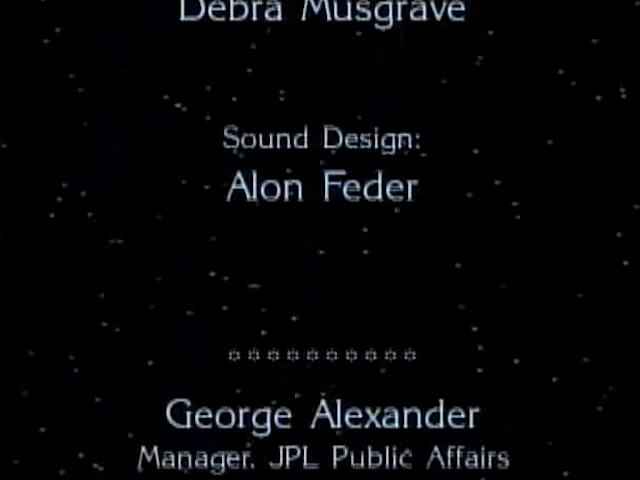 Debra Musgrave
Sound Design:
Alon Feder
**********
George Alexander
Manager, JPL Public Affairs